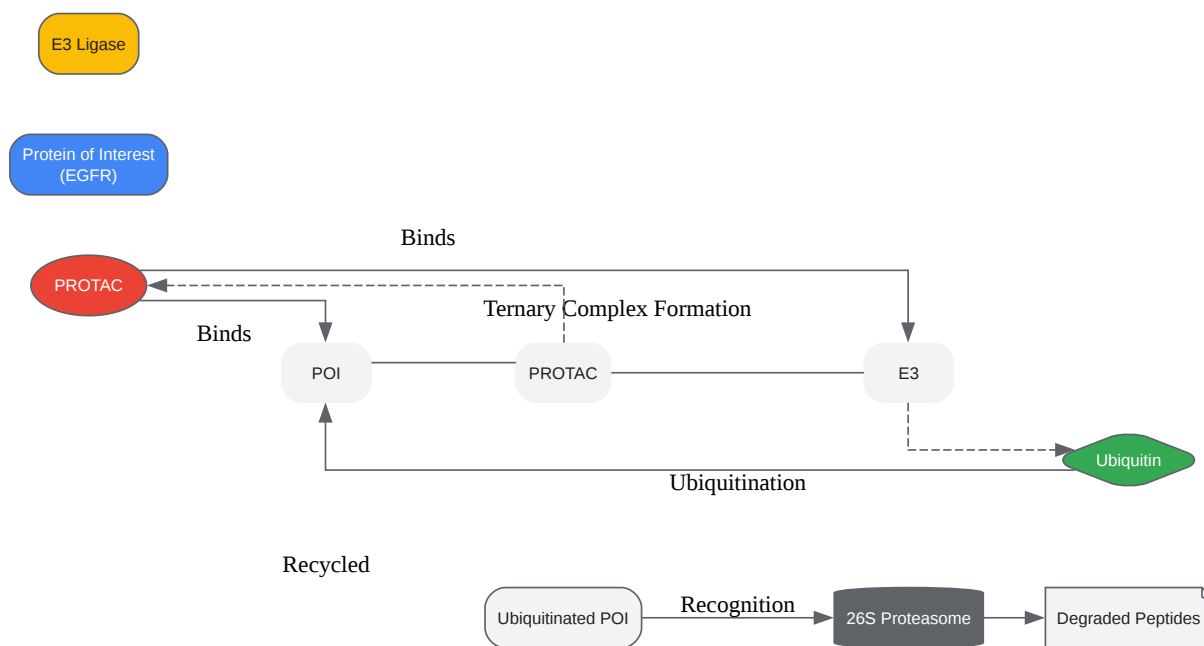 E3 Ligase
Protein of Interest
(EGFR)
Binds
PROTAC
Ternary Complex Formation
Binds
POI
PROTAC
E3
Ubiquitin
Ubiquitination
Recycled
Recognition
Ubiquitinated POI
26S Proteasome
Degraded Peptides